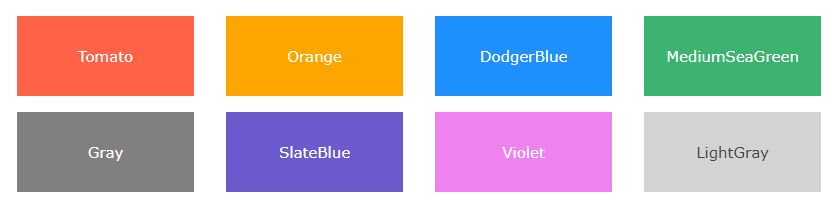 Tomato
Orange
DodgerBlue
MediumSeaGreen
Gray
SlateBlue
Violet
LightGray